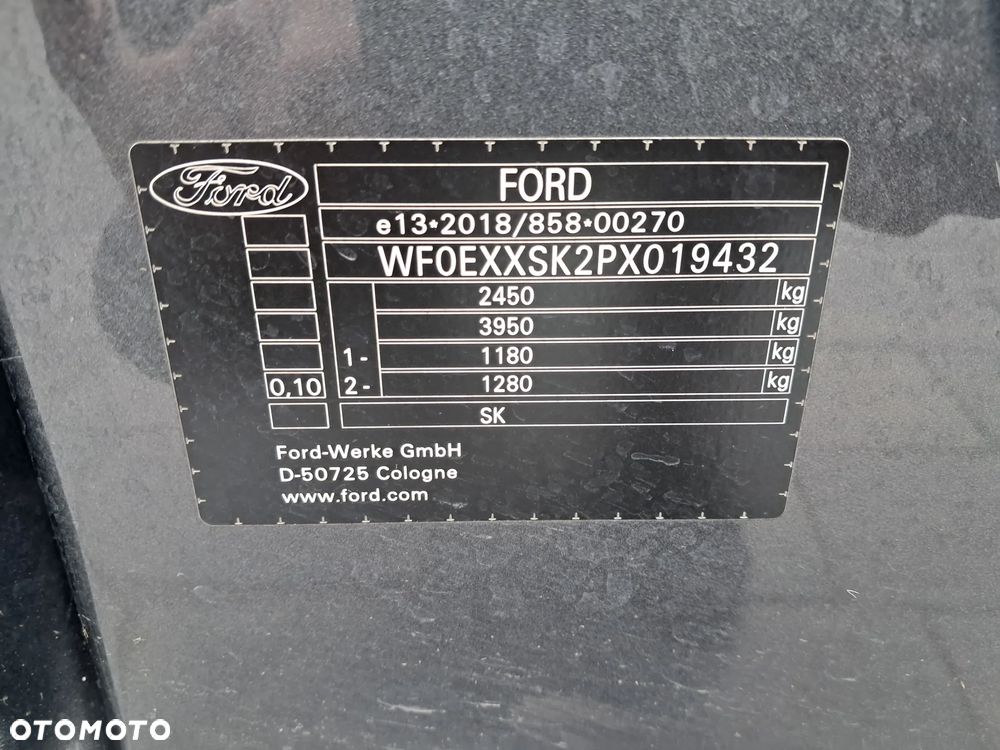 Ford
FORD
e13*2018/858*00270
WF0EXXSK2PX019432
2450 kg
3950 kg
1- 1180 kg
0,10 2- 1280 kg
SK
Ford-Werke GmbH
D-50725 Cologne
www.ford.com
OTOMOTO